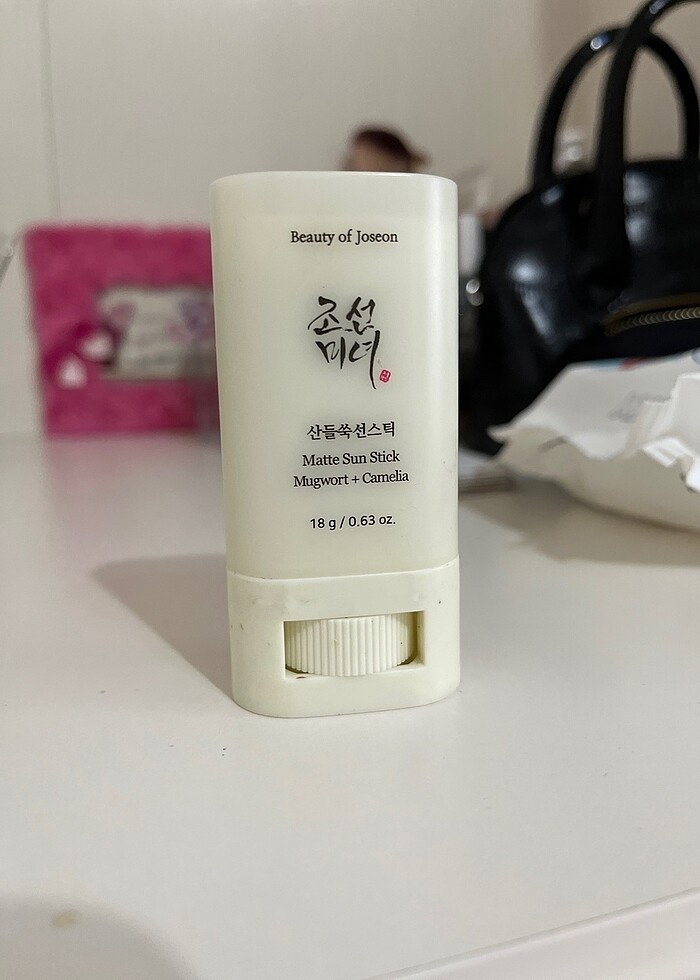 Beauty of Joseon
조선
미녀
산들쑥선스틱
Matte Sun Stick
Mugwort + Camelia
18 g / 0.63 oz.